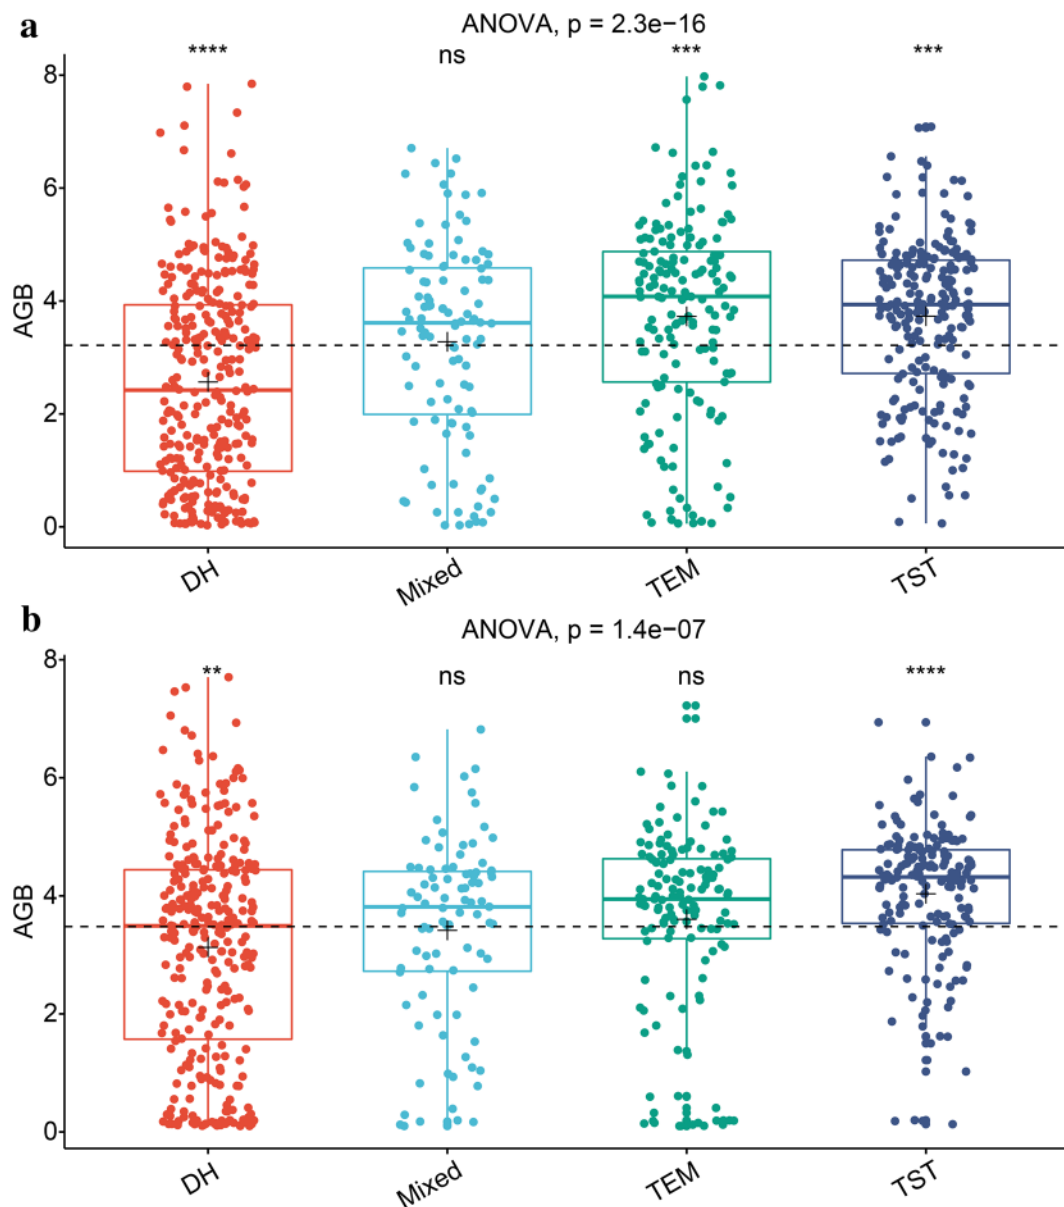 a
ANOVA, p = 2.3e−16
****
ns
***
***
8
6
4
2
0
AGB
DH
Mixed
TEM
TST
b
ANOVA, p = 1.4e−07
**
ns
ns
****
8
6
4
2
0
AGB
DH
Mixed
TEM
TST